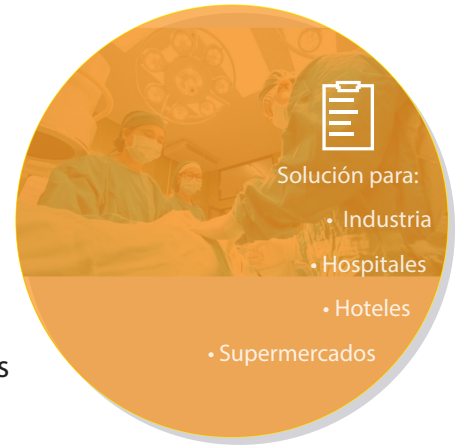 Solución para:
• Industria
• Hospitales
• Hoteles
• Supermercados
s